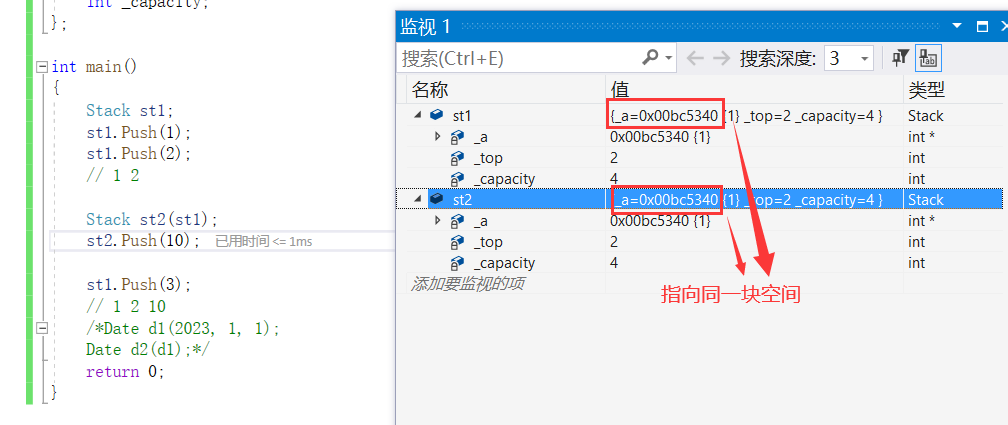 int _capacity;
};
int main()
{
Stack st1;
st1.Push(1);
st1.Push(2);
// 1 2
Stack st2(st1);
st2.Push(10); 已用时间 <= 1ms
st1.Push(3);
// 1 2 10
/*Date d1(2023, 1, 1);
Date d2(d1);*/
return 0;
}
监视 1
搜索(Ctrl+E) 搜索深度: 3
名称 值 类型
st1 {_a=0x00bc5340 {1} _top=2 _capacity=4 } Stack
_a 0x00bc5340 {1} int *
_top 2 int
_capacity 4 int
st2 {_a=0x00bc5340 {1} _top=2 _capacity=4 } Stack
_a 0x00bc5340 {1} int *
_top 2 int
_capacity 4 int
添加要监视的项
指向同一块空间